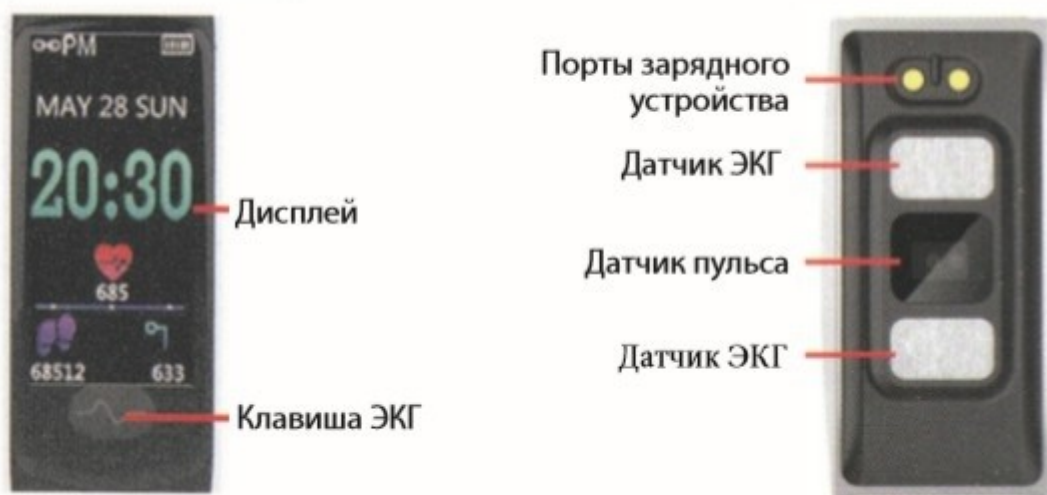 PM
MAY 28 SUN
20:30
685
68512 633
Дисплей
Клавиша ЭКГ
Порты зарядного
устройства
Датчик ЭКГ
Датчик пульса
Датчик ЭКГ